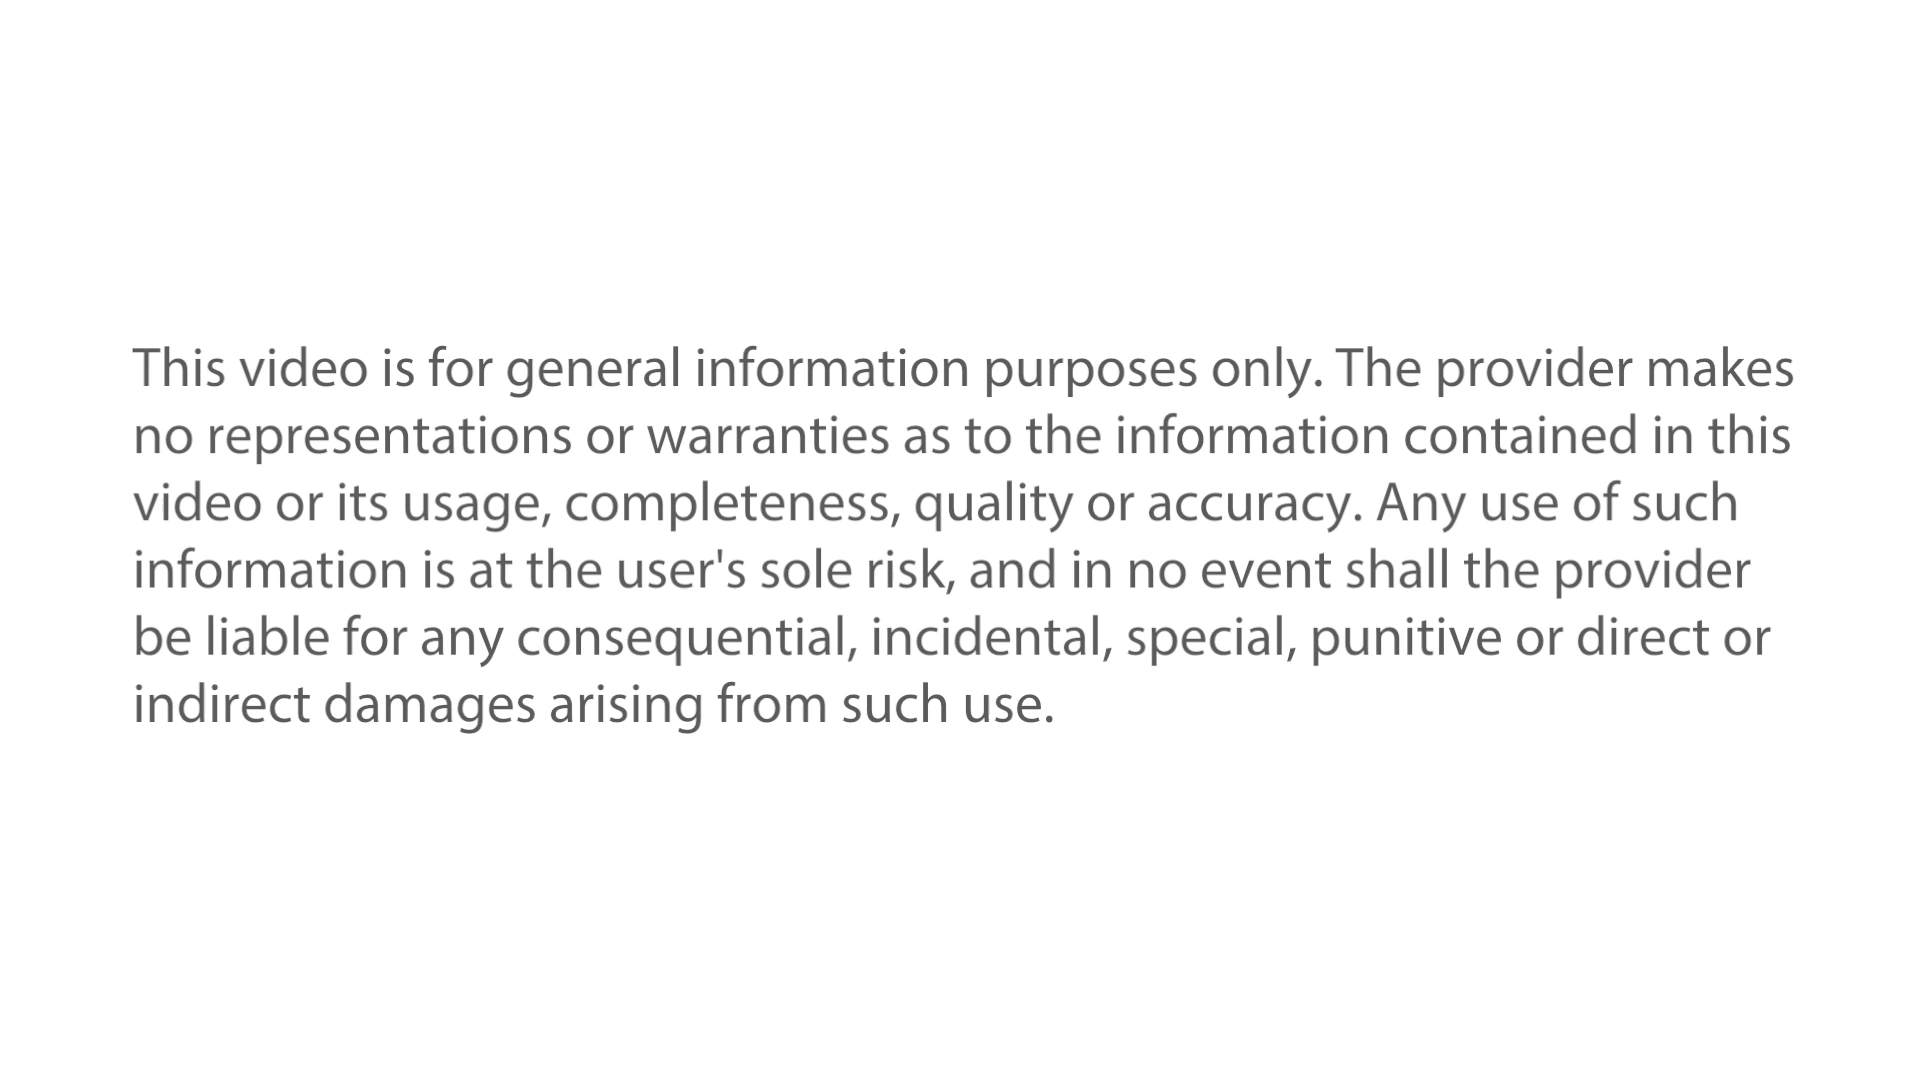 This video is for general information purposes only. The provider makes
no representations or warranties as to the information contained in this
video or its usage, completeness, quality or accuracy. Any use of such
information is at the user's sole risk, and in no event shall the provider
be liable for any consequential, incidental, special, punitive or direct or
indirect damages arising from such use.